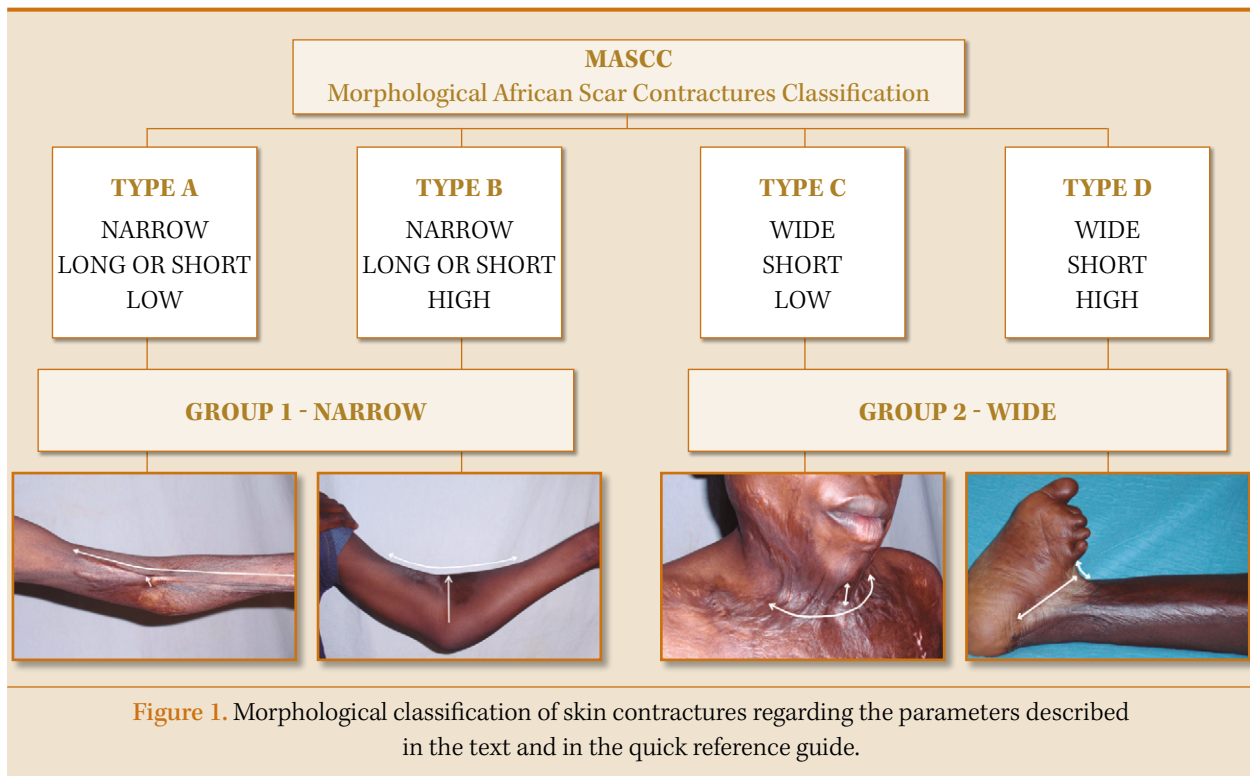 MASCC
Morphological African Scar Contractures Classification
TYPE A
NARROW
LONG OR SHORT
LOW
TYPE B
NARROW
LONG OR SHORT
HIGH
TYPE C
WIDE
SHORT
LOW
TYPE D
WIDE
SHORT
HIGH
GROUP 1 - NARROW
GROUP 2 - WIDE
Figure 1. Morphological classification of skin contractures regarding the parameters described
in the text and in the quick reference guide.